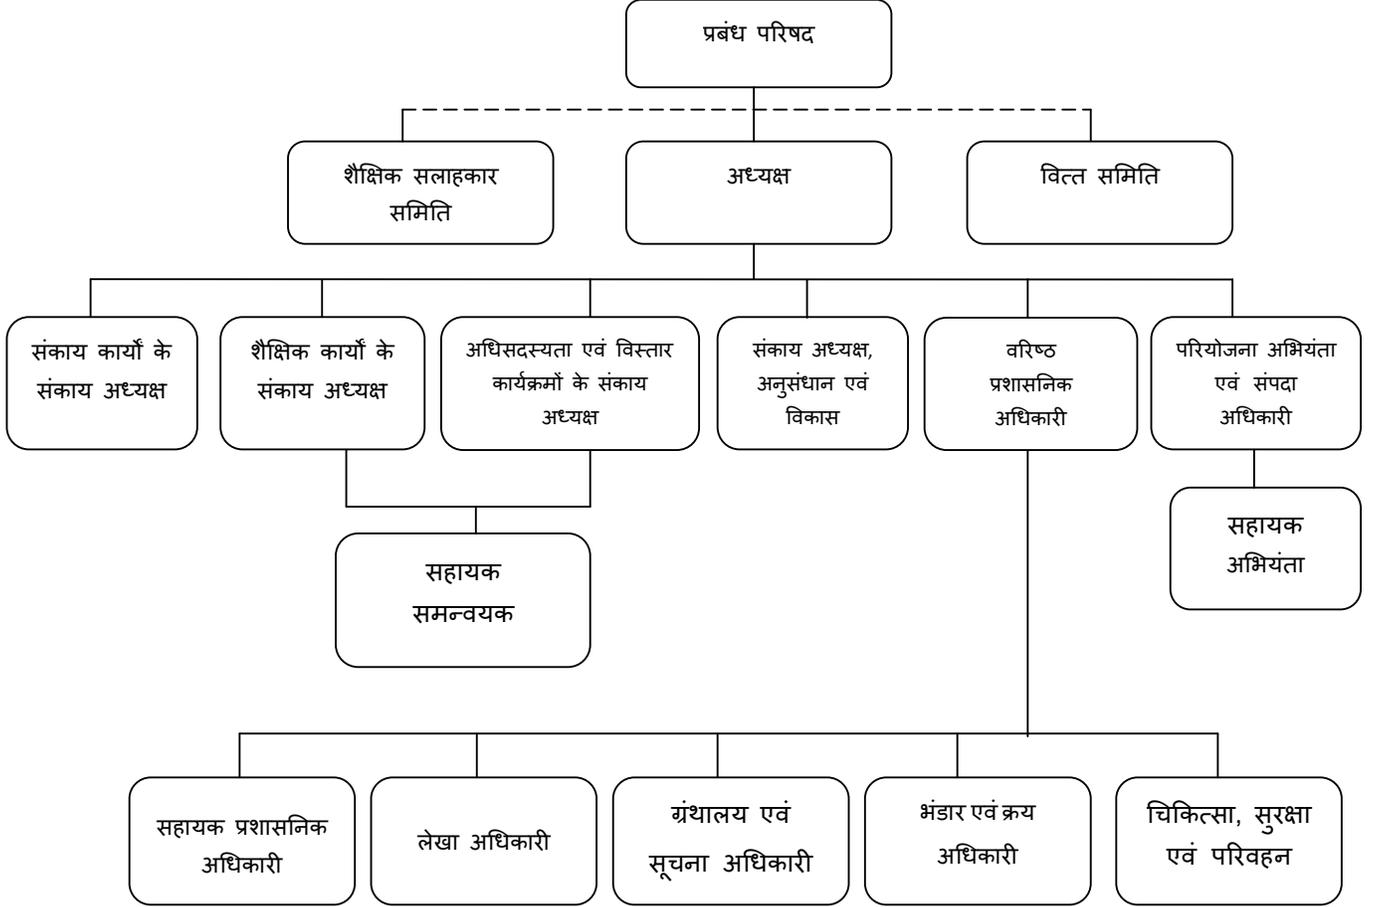 प्रबंध परिषद
शैक्षिक सलाहकार
समिति
अध्यक्ष
वित्त समिति
संकाय कार्यों के
संकाय अध्यक्ष
शैक्षिक कार्यों के
संकाय अध्यक्ष
अधिसदस्यता एवं विस्तार
कार्यक्रमों के संकाय
अध्यक्ष
संकाय अध्यक्ष,
अनुसंधान एवं
विकास
वरिष्ठ
प्रशासनिक
अधिकारी
परियोजना अभियंता
एवं संपदा
अधिकारी
सहायक
समन्वयक
सहायक
अभियंता
सहायक प्रशासनिक
अधिकारी
लेखा अधिकारी
ग्रंथालय एवं
सूचना अधिकारी
भंडार एवं क्रय
अधिकारी
चिकित्सा, सुरक्षा
एवं परिवहन